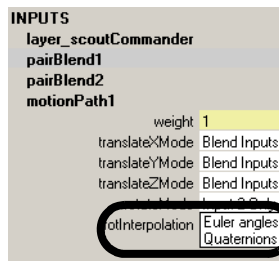 INPUTS
layer_scoutCommander
pairBlend1
pairBlend2
motionPath1
weight 1
translateXMode Blend Inputs
translateYMode Blend Inputs
translateZMode Blend Inputs
rotInterpolation Euler angles
Quaternions